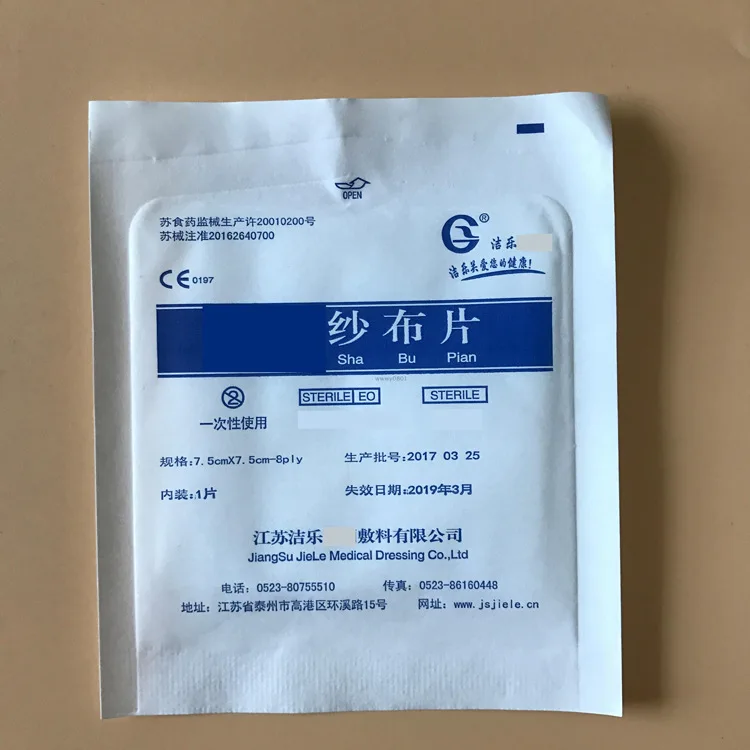 OPEN
苏食药监械生产许20010200号
苏械注准20162640700
洁乐
洁乐关爱您的健康!
CE 0197
纱布片
Sha Bu Pian
wwwy0801
2
STERILE EO
STERILE
一次性使用
规格:7.5cmX7.5cm-8ply
生产批号:2017 03 25
内装:1片
失效日期:2019年3月
江苏洁乐 敷料有限公司
JiangSu JieLe Medical Dressing Co.,Ltd
电话: 0523-80755510 传真: 0523-86160448
地址: 江苏省泰州市高港区环溪路15号 网址: www.jsjiele.cn